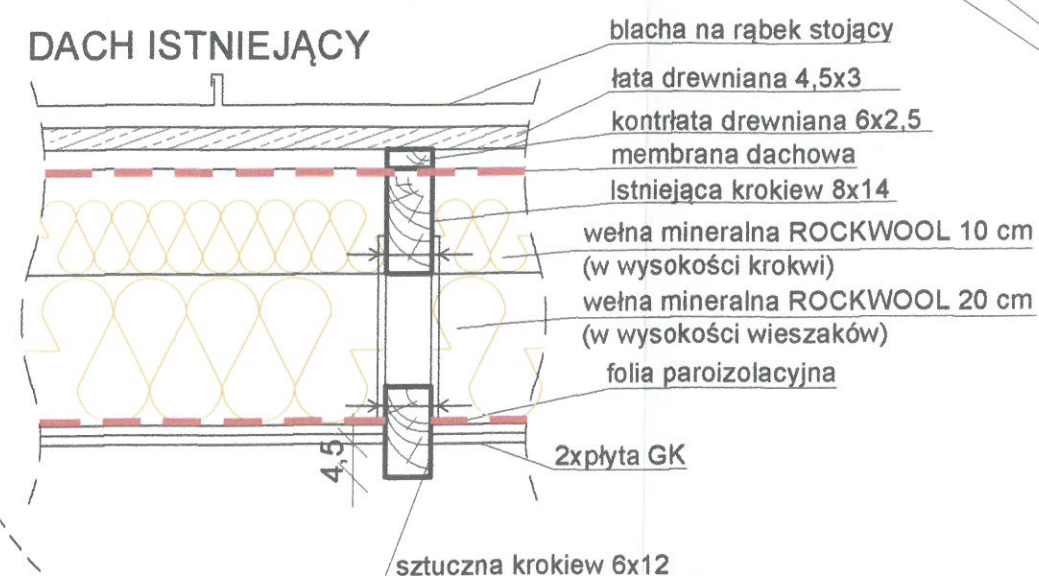 DACH ISTNIEJĄCY
blacha na rąbek stojący
łata drewniana 4,5x3
kontrłata drewniana 6x2,5
membrana dachowa
Istniejąca krokiew 8x14
wełna mineralna ROCKWOOL 10 cm
(w wysokości krokwi)
wełna mineralna ROCKWOOL 20 cm
(w wysokości wieszaków)
folia paroizolacyjna
2xpłyta GK
4,5
sztuczna krokiew 6x12